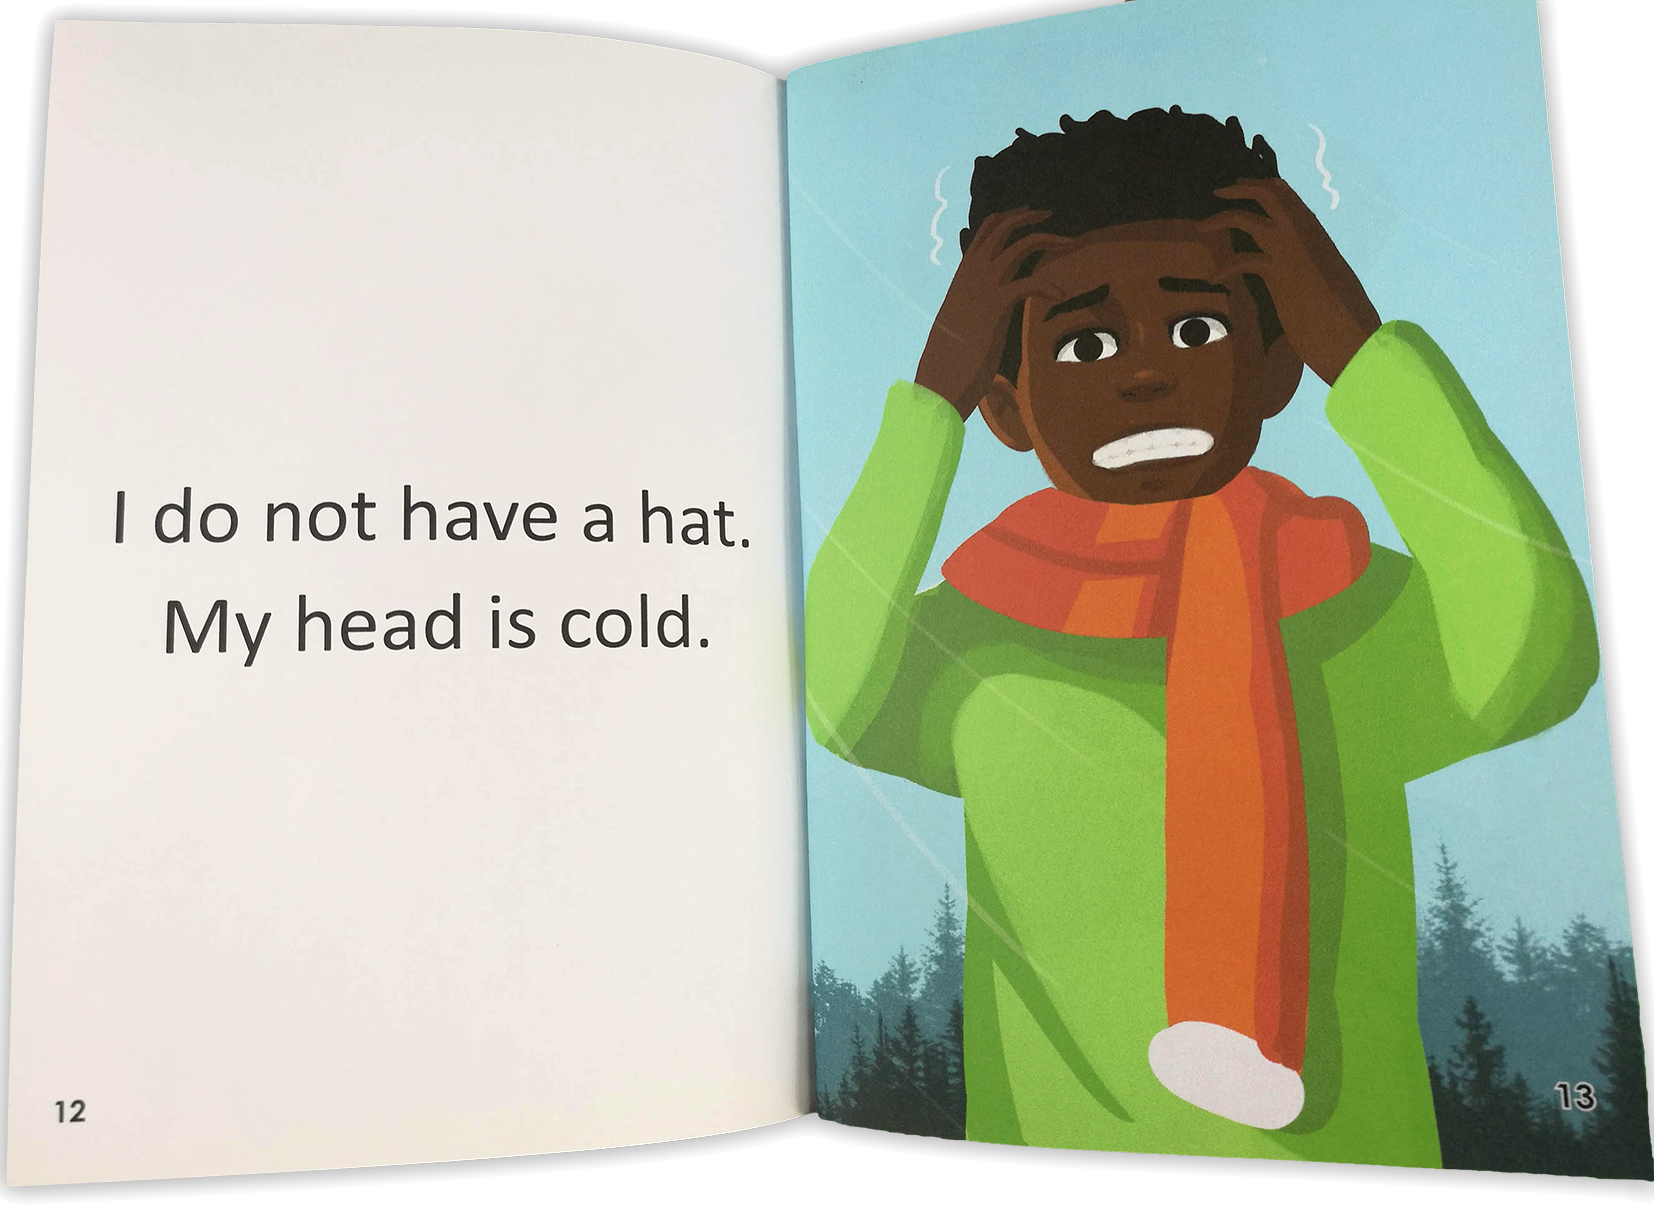 I do not have a hat.
My head is cold.
12
13